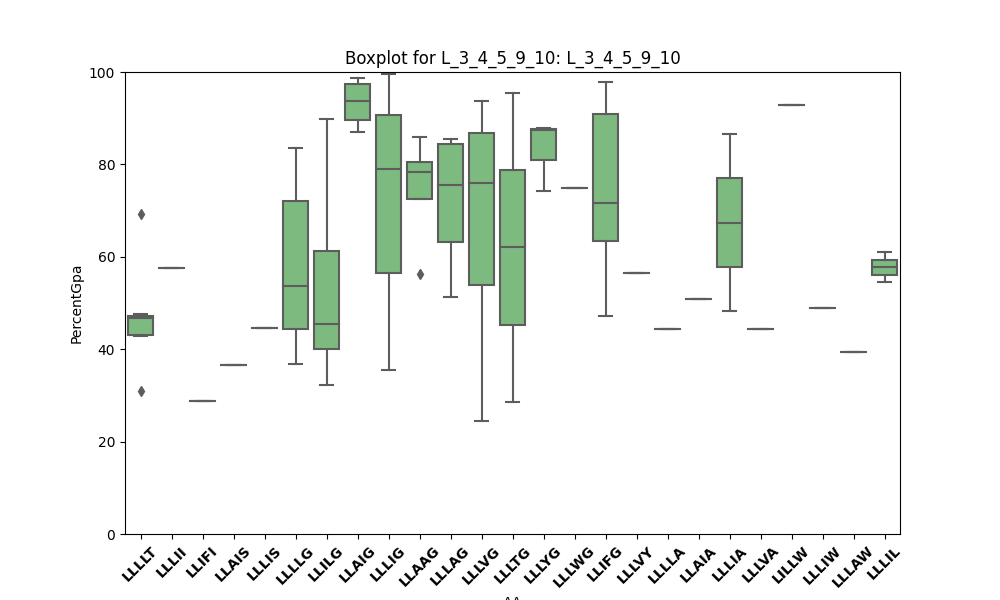 Boxplot for L_3_4_5_9_10: L_3_4_5_9_10
100
80
60
40
20
0
PercentGpa
LLLLT LLLII LLIFI LLAIS LLLIS LLLLG LLILG LLAIG LLLIG LLAAG LLLAG LLLVG LLLTG LLLYG LLLWG LLIFG LLLVY LLLLA LLAIA LLLIA LLLVA LILLW LLLIW LLLAW LLLIL